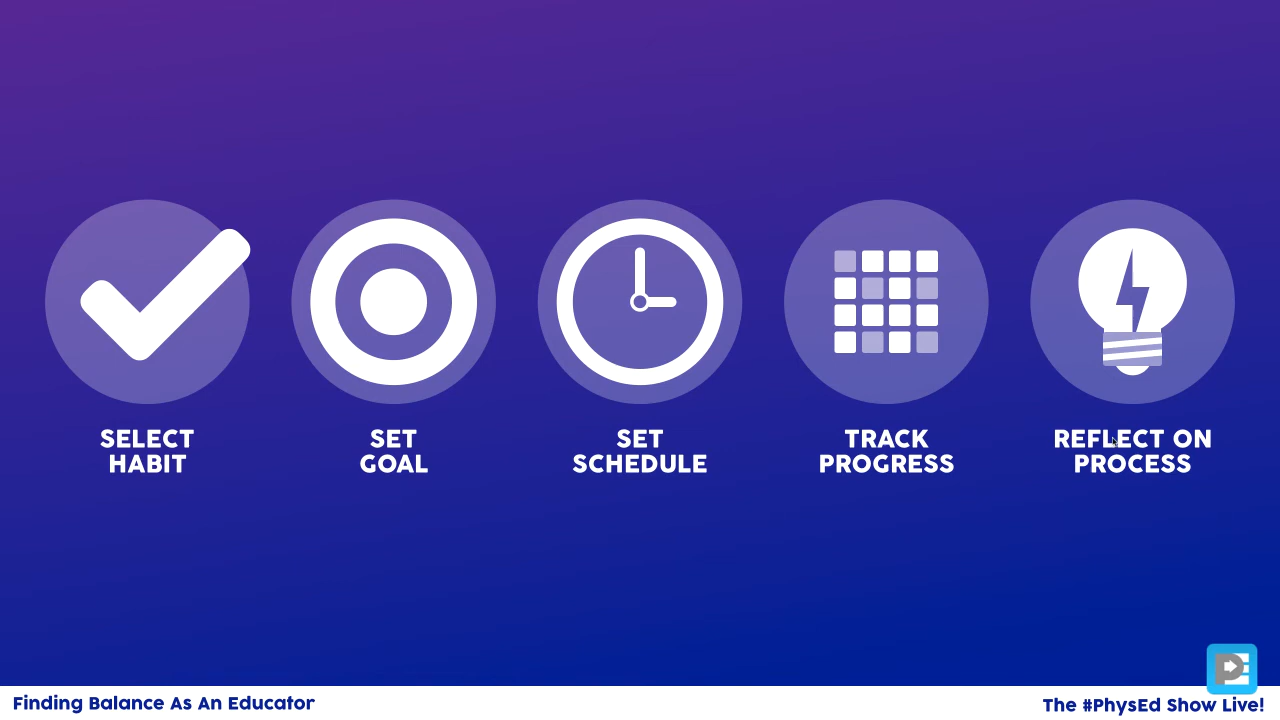 SELECT
HABIT
SET
GOAL
SET
SCHEDULE
TRACK
PROGRESS
REFLECT ON
PROCESS
Finding Balance As An Educator
The #PhysEd Show Live!